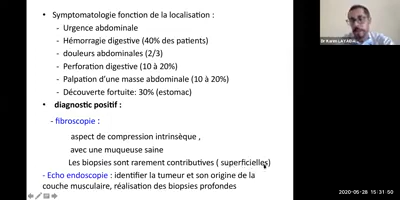 • Symptomatologie fonction de la localisation :
- Urgence abdominale
- Hémorragie digestive (40% des patients)
- douleurs abdominales (2/3)
- Perforation digestive (10 à 20%)
- Palpation d'une masse abdominale (10 à 20%)
- Découverte fortuite: 30% (estomac)
• diagnostic positif :
- fibroscopie :
aspect de compression intrinsèque ,
avec une muqueuse saine
Les biopsies sont rarement contributives ( superficielles)
- Echo endoscopie : identifier la tumeur et son origine de la
couche musculaire, réalisation des biopsies profondes
Dr Karim
2020-05-28 15:31:50